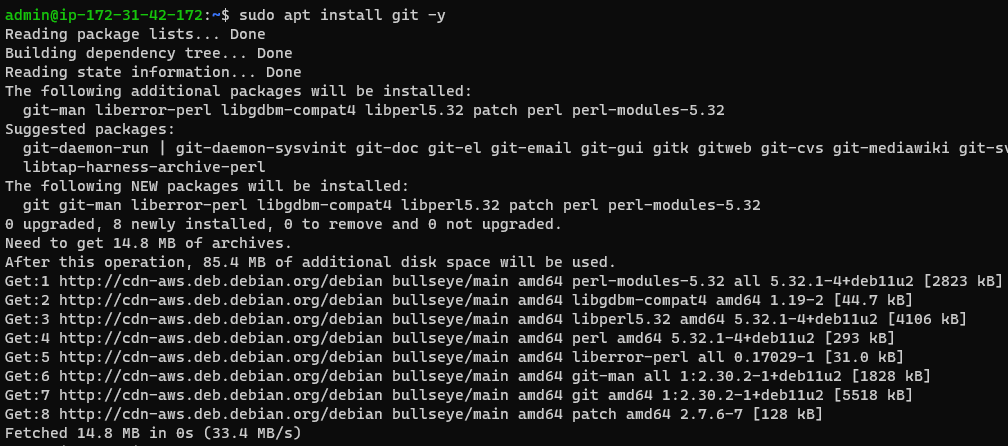 admin@ip-172-31-42-172:~$ sudo apt install git -y
Reading package lists... Done
Building dependency tree... Done
Reading state information... Done
The following additional packages will be installed:
  git-man liberror-perl libgdbm-compat4 libperl5.32 patch perl perl-modules-5.32
Suggested packages:
  git-daemon-run | git-daemon-sysvinit git-doc git-el git-email git-gui gitk gitweb git-cvs git-mediawiki
  libtap-harness-archive-perl
The following NEW packages will be installed:
  git git-man liberror-perl libgdbm-compat4 libperl5.32 patch perl perl-modules-5.32
0 upgraded, 8 newly installed, 0 to remove and 0 not upgraded.
Need to get 14.8 MB of archives.
After this operation, 85.4 MB of additional disk space will be used.
Get:1 http://cdn-aws.deb.debian.org/debian bullseye/main amd64 perl-modules-5.32 all 5.32.1-4+deb11u2 [2823 kB]
Get:2 http://cdn-aws.deb.debian.org/debian bullseye/main amd64 libgdbm-compat4 amd64 1.19-2 [44.7 kB]
Get:3 http://cdn-aws.deb.debian.org/debian bullseye/main amd64 libperl5.32 amd64 5.32.1-4+deb11u2 [4106 kB]
Get:4 http://cdn-aws.deb.debian.org/debian bullseye/main amd64 perl amd64 5.32.1-4+deb11u2 [293 kB]
Get:5 http://cdn-aws.deb.debian.org/debian bullseye/main amd64 liberror-perl all 0.17029-1 [31.0 kB]
Get:6 http://cdn-aws.deb.debian.org/debian bullseye/main amd64 git-man all 1:2.30.2-1+deb11u2 [1828 kB]
Get:7 http://cdn-aws.deb.debian.org/debian bullseye/main amd64 git amd64 1:2.30.2-1+deb11u2 [5518 kB]
Get:8 http://cdn-aws.deb.debian.org/debian bullseye/main amd64 patch amd64 2.7.6-7 [128 kB]
Fetched 14.8 MB in 0s (33.4 MB/s)